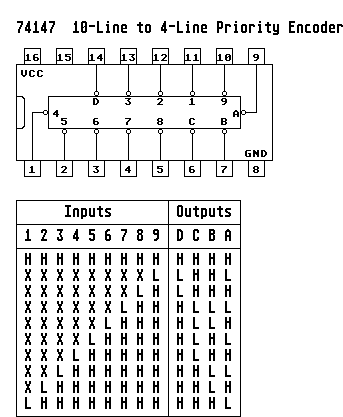 74147 10-Line to 4-Line Priority Encoder
16 15 14 13 12 11 10 9
VCC
D 3 2 1 9
4 A
5 6 7 8 C B
GND
1 2 3 4 5 6 7 8
Inputs Outputs
1 2 3 4 5 6 7 8 9 D C B A
H H H H H H H H H H H H H
X X X X X X X X L L H H L
X X X X X X X L H L H H H
X X X X X X L H H H L L L
X X X X X L H H H H L L H
X X X X L H H H H H L H L
X X X L H H H H H H L H H
X X L H H H H H H H H L L
X L H H H H H H H H H L H
L H H H H H H H H H H H L